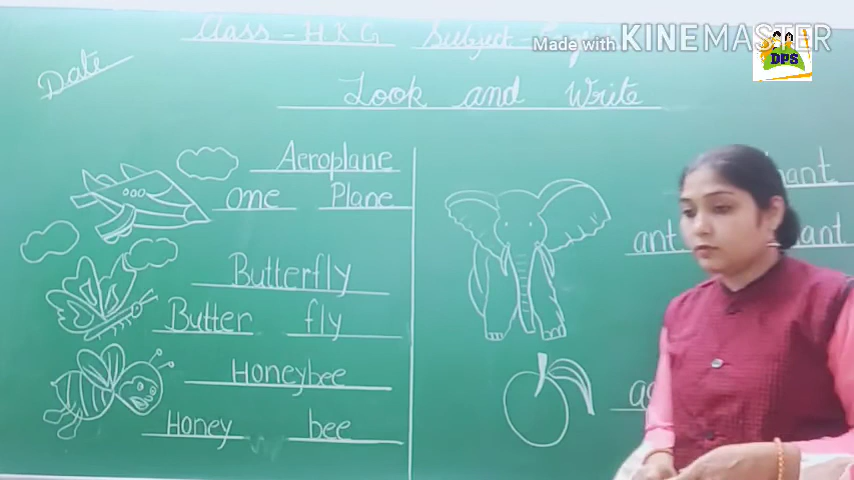 Class - H K G Subject -
Made with KINEMASTER
DPS
Date
Look and Write
Aeroplane
one Plane
Butterfly
Butter fly
Honeybee
Honey bee
ant